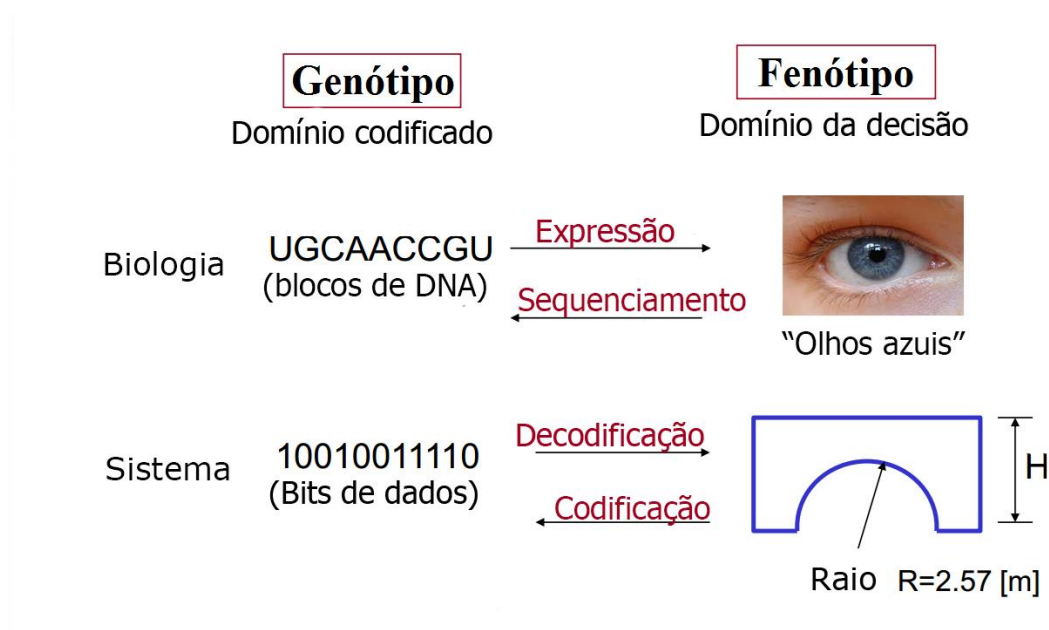 Genótipo
Domínio codificado
Fenótipo
Domínio da decisão
Biologia
UGCAACCGU
(blocos de DNA)
Expressão
Sequenciamento
“Olhos azuis”
Sistema
10010011110
(Bits de dados)
Decodificação
Codificação
H
Raio R=2.57 [m]